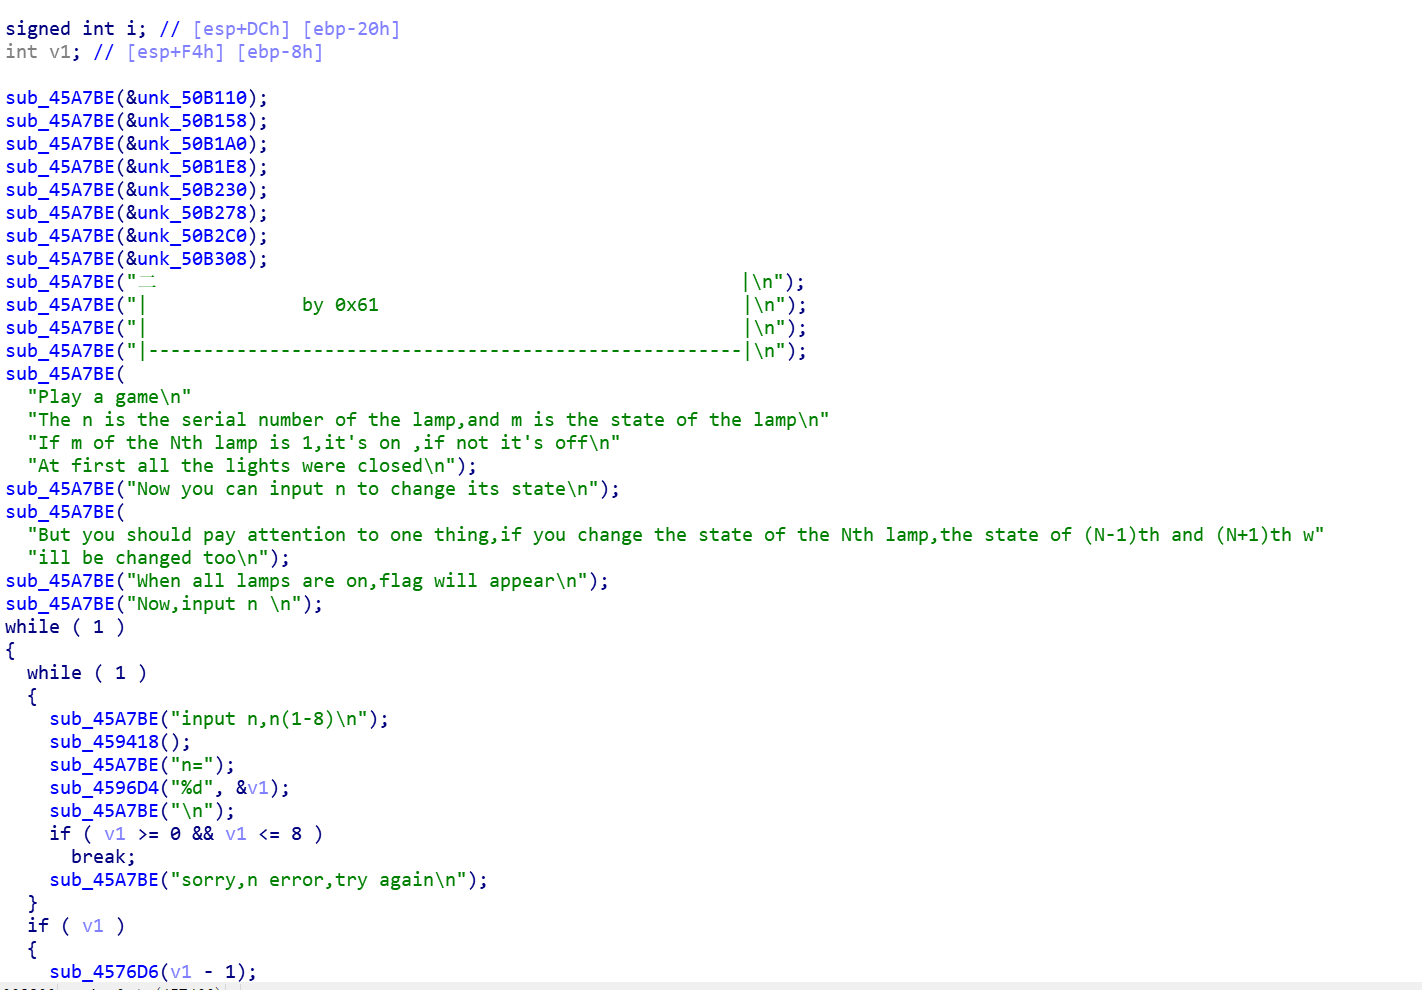 signed int i; // [esp+DCh] [ebp-20h]
int v1; // [esp+F4h] [ebp-8h]
sub_45A7BE(&unk_50B110);
sub_45A7BE(&unk_50B158);
sub_45A7BE(&unk_50B1A0);
sub_45A7BE(&unk_50B1E8);
sub_45A7BE(&unk_50B230);
sub_45A7BE(&unk_50B278);
sub_45A7BE(&unk_50B2C0);
sub_45A7BE(&unk_50B308);
sub_45A7BE("二                                                      |\n");
sub_45A7BE("|              by 0x61                                  |\n");
sub_45A7BE("|                                                       |\n");
sub_45A7BE("|------------------------------------------------------|\n");
sub_45A7BE(
  "Play a game\n"
  "The n is the serial number of the lamp,and m is the state of the lamp\n"
  "If m of the Nth lamp is 1,it's on ,if not it's off\n"
  "At first all the lights were closed\n");
sub_45A7BE("Now you can input n to change its state\n");
sub_45A7BE(
  "But you should pay attention to one thing,if you change the state of the Nth lamp,the state of (N-1)th and (N+1)th w"
  "ill be changed too\n");
sub_45A7BE("When all lamps are on,flag will appear\n");
sub_45A7BE("Now,input n \n");
while ( 1 )
{
  while ( 1 )
  {
    sub_45A7BE("input n,n(1-8)\n");
    sub_459418();
    sub_45A7BE("n=");
    sub_4596D4("%d", &v1);
    sub_45A7BE("\n");
    if ( v1 >= 0 && v1 <= 8 )
      break;
    sub_45A7BE("sorry,n error,try again\n");
  }
  if ( v1 )
  {
    sub_4576D6(v1 - 1);